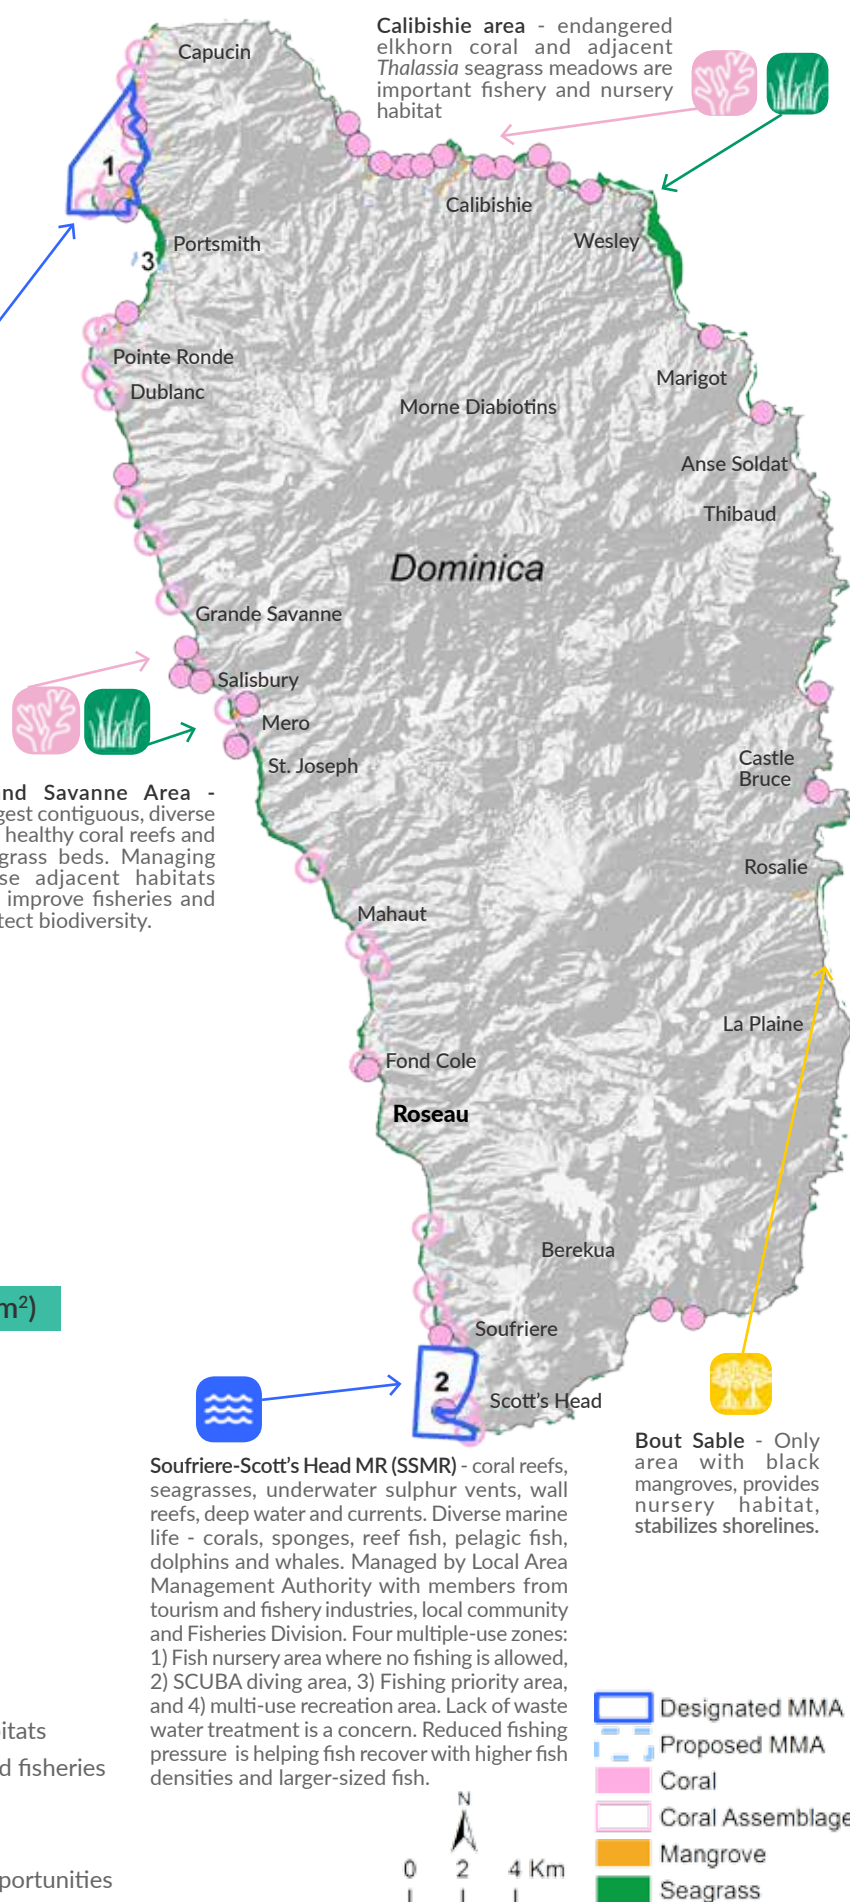 Calibishie area - endangered
elkhorn coral and adjacent
Thalassia seagrass meadows are
important fishery and nursery
habitat
Capucin
1
Calibishie
Wesley
Portsmith
3
Pointe Ronde
Dublanc
Marigot
Morne Diabiotins
Anse Soldat
Thibaud
Dominica
Grande Savanne
Salisbury
Mero
St. Joseph
Castle
Bruce
nd Savanne Area -
gest contiguous, diverse
healthy coral reefs and
grass beds. Managing
se adjacent habitats
improve fisheries and
tect biodiversity.
Rosalie
Mahaut
La Plaine
Fond Cole
Roseau
Berekua
m²)
Soufriere
2
Scott's Head
Bout Sable - Only
area with black
mangroves, provides
nursery habitat,
stabilizes shorelines.
Soufriere-Scott's Head MR (SSMR) - coral reefs,
seagrasses, underwater sulphur vents, wall
reefs, deep water and currents. Diverse marine
life - corals, sponges, reef fish, pelagic fish,
dolphins and whales. Managed by Local Area
Management Authority with members from
tourism and fishery industries, local community
and Fisheries Division. Four multiple-use zones:
1) Fish nursery area where no fishing is allowed,
2) SCUBA diving area, 3) Fishing priority area,
and 4) multi-use recreation area. Lack of waste
water treatment is a concern. Reduced fishing
pressure is helping fish recover with higher fish
densities and larger-sized fish.
itats
d fisheries
portunities
N
0 2 4 Km
Designated MMA
Proposed MMA
Coral
Coral Assemblage
Mangrove
Seagrass